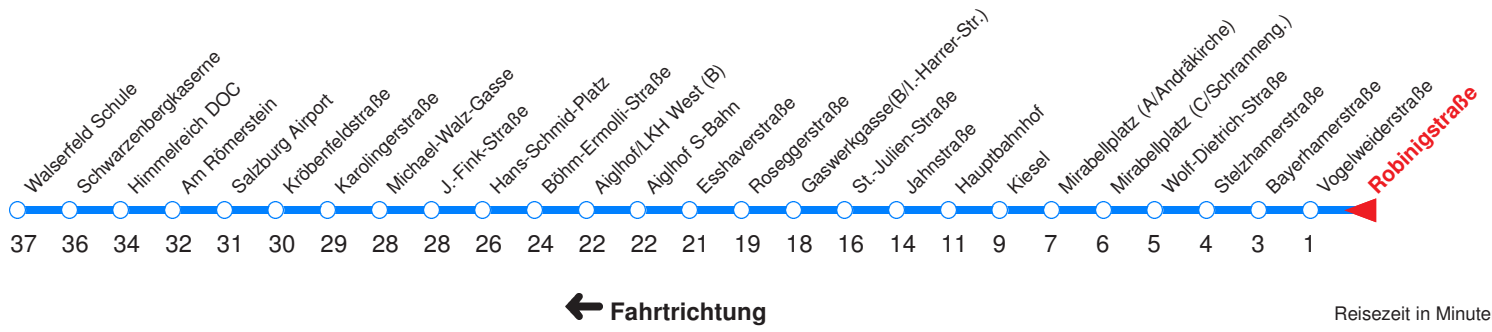 Walserfeld Schule
Schwarzenbergkaserne
Himmelreich DOC
Am Römerstein
Salzburg Airport
Kröbbenfeldstraße
Karolingerstraße
Michael-Walz-Gasse
J.-Fink-Straße
Hans-Schmid-Platz
Böhm-Ermolli-Straße
Aiglhof/LKH West (B)
Aiglhof S-Bahn
Esshaverstraße
Roseggerstraße
Gaswerkgasse(B/I.-Harrer-Str.)
St.-Julien-Straße
Jahnstraße
Hauptbahnhof
Kiesel
Mirabellplatz (A/Andräkirche)
Mirabellplatz (C/Schranneng.)
Wolf-Dietrich-Straße
Stelzhamerstraße
Bayerhamerstraße
Vogelweiderstraße
Robinigstraße
37 36 34 32 31 30 29 28 28 26 24 22 22 21 19 18 16 14 11 9 7 6 5 4 3 1
Fahrtrichtung
Reisezeit in Minute